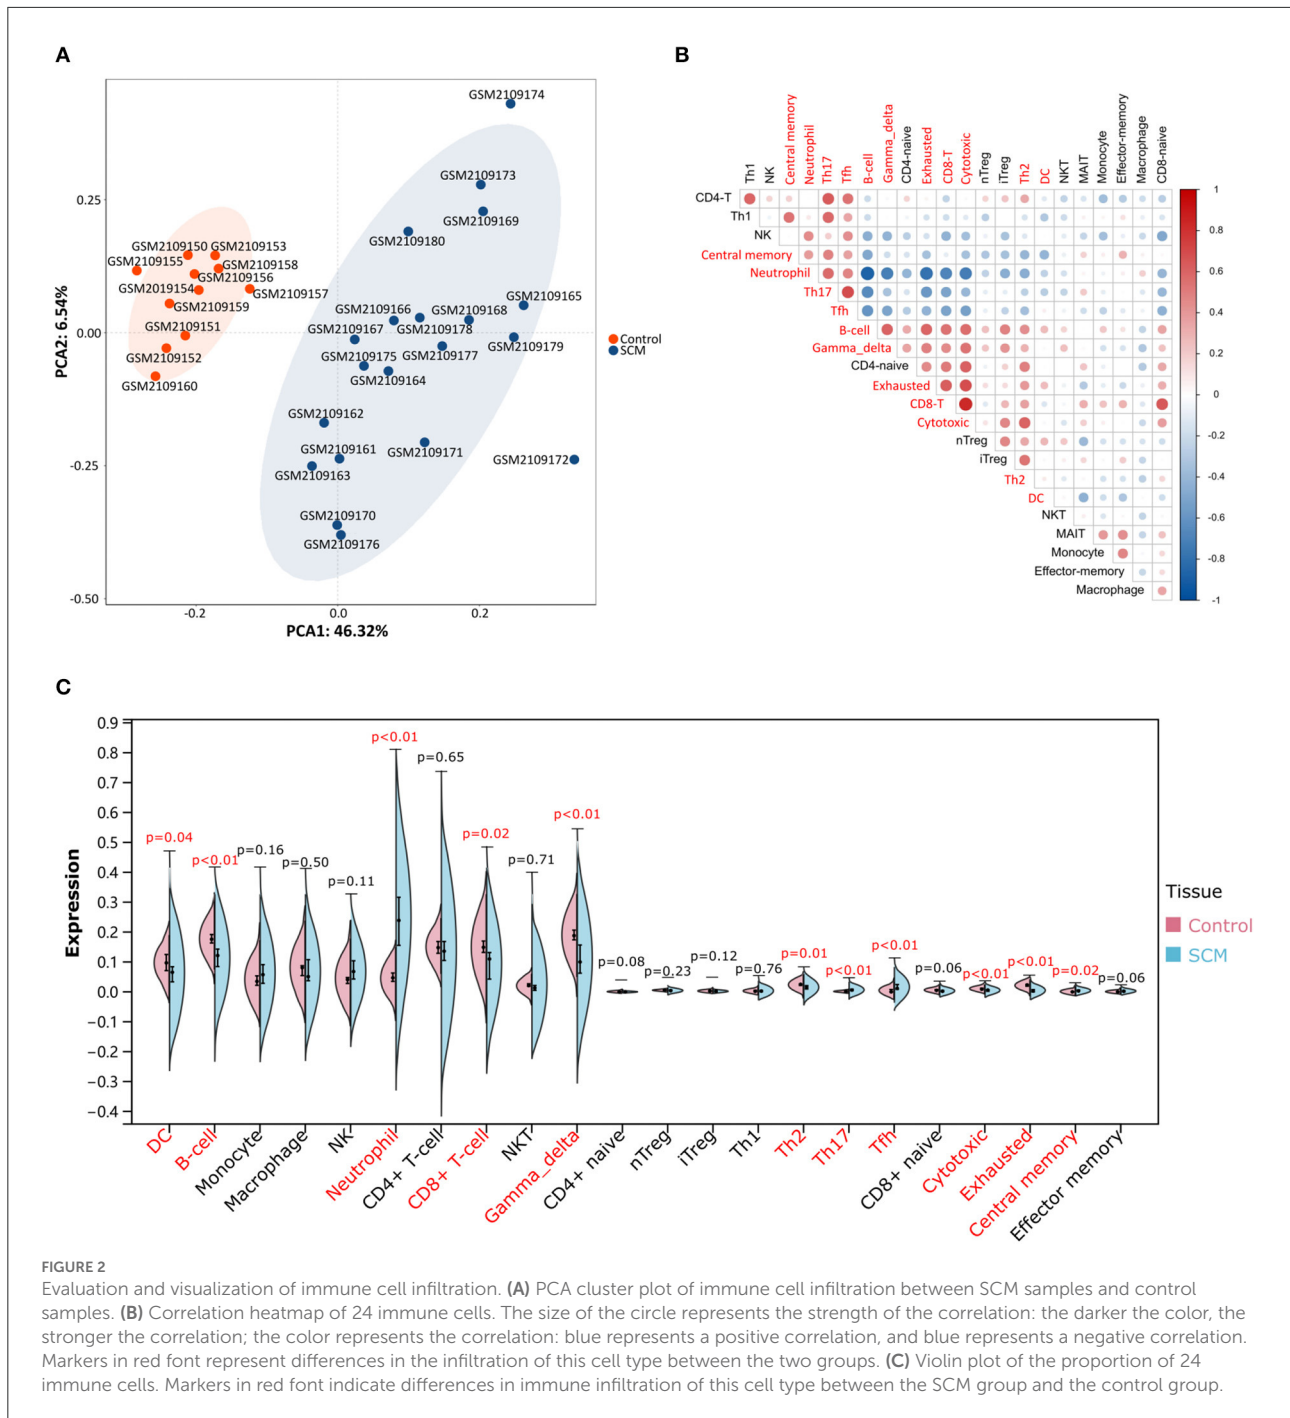 A
GSM2109174
GSM2109173
GSM2109169
GSM2109180
GSM2109150 GSM2109153
GSM2109155 GSM2109158
GSM2109156
GSM2019154 GSM2109157
GSM2109159
GSM2109151
GSM2109152
GSM2109160
GSM2109165
GSM2109166 GSM2109168
GSM2109167 GSM2109178
GSM2109179
GSM2109175 GSM2109177
GSM2109164
GSM2109162
GSM2109161
GSM2109171
GSM2109172
GSM2109163
GSM2109170
GSM2109176
0.25
0.00
-0.25
-0.50
PCA2: 6.54%
-0.2 0.0 0.2
PCA1: 46.32%
Control
SCM
B
Th1 NK Central memory Neutrophil Th17 Tfh B-cell Gamma_delta CD4-naive Exhausted CD8-T Cytotoxic nTreg iTreg Th2 DC NKT MAIT Monocyte Effector-memory Macrophage CD8-naive
CD4-T
Th1
NK
Central memory
Neutrophil
Th17
Tfh
B-cell
Gamma_delta
CD4-naive
Exhausted
CD8-T
Cytotoxic
nTreg
iTreg
Th2
DC
NKT
MAIT
Monocyte
Effector-memory
Macrophage
1
0.8
0.6
0.4
0.2
0
-0.2
-0.4
-0.6
-0.8
-1
C
Expression
0.9
0.8
0.7
0.6
0.5
0.4
0.3
0.2
0.1
0.0
−0.1
−0.2
−0.3
−0.4
p=0.04 p<0.01 p=0.16 p=0.50 p=0.11 p<0.01 p=0.65 p=0.02 p=0.71 p<0.01 p=0.08 p=0.23 p=0.12 p=0.76 p=0.01 p<0.01 p<0.01 p=0.06 p<0.01 p<0.01 p=0.02 p=0.06
DC B-cell Monocyte Macrophage NK Neutrophil CD4+ T-cell CD8+ T-cell NKT Gamma_delta CD4+ naive nTreg iTreg Th1 Th2 Th17 Tfh CD8+ naive Cytotoxic Exhausted Central memory Effector memory
Tissue
Control
SCM
FIGURE 2
Evaluation and visualization of immune cell infiltration. (A) PCA cluster plot of immune cell infiltration between SCM samples and control
samples. (B) Correlation heatmap of 24 immune cells. The size of the circle represents the strength of the correlation: the darker the color, the
stronger the correlation; the color represents the correlation: blue represents a positive correlation, and blue represents a negative correlation.
Markers in red font represent differences in the infiltration of this cell type between the two groups. (C) Violin plot of the proportion of 24
immune cells. Markers in red font indicate differences in immune infiltration of this cell type between the SCM group and the control group.